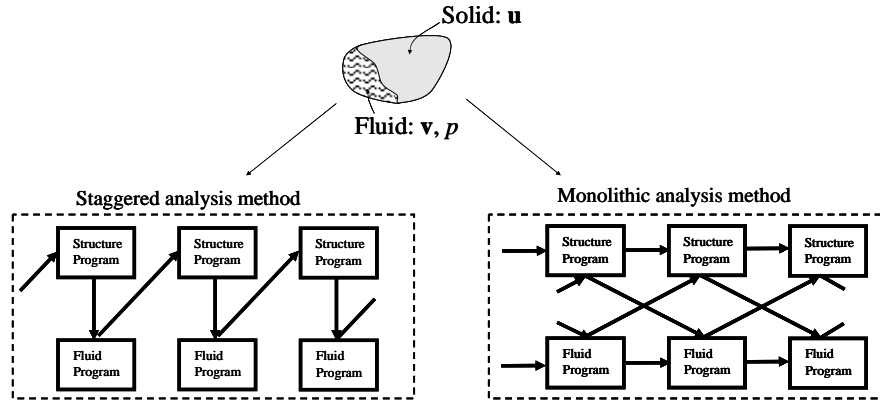 Solid: u
Fluid: v, p
Staggered analysis method
Monolithic analysis method
Structure
Program
Structure
Program
Structure
Program
Fluid
Program
Fluid
Program
Fluid
Program
Structure
Program
Structure
Program
Structure
Program
Fluid
Program
Fluid
Program
Fluid
Program